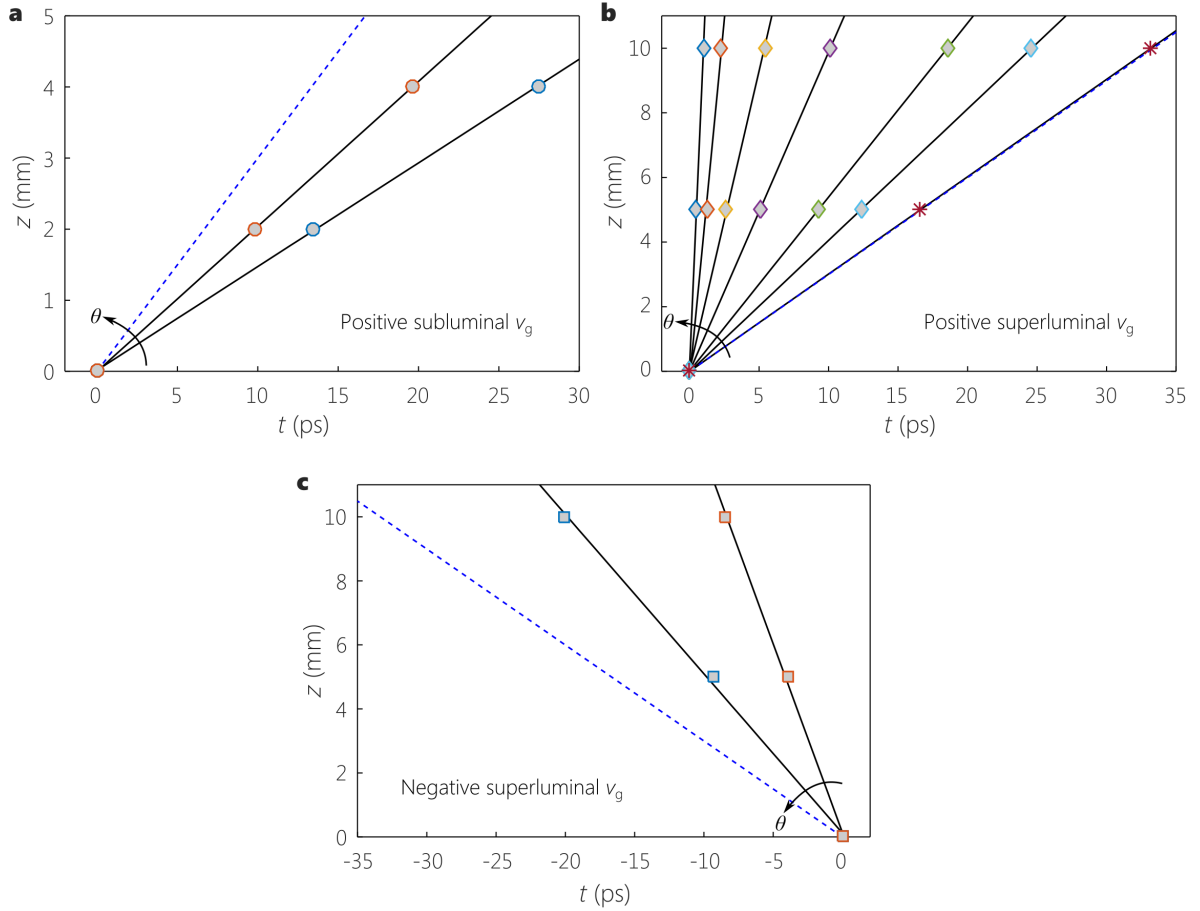 a
5
4
3
2
1
0
z (mm)
θ
Positive subluminal vg
0 5 10 15 20 25 30
t (ps)
b
10
8
6
4
2
0
z (mm)
θ
Positive superluminal vg
0 5 10 15 20 25 30 35
t (ps)
c
10
8
6
4
2
0
z (mm)
Negative superluminal vg
θ
-35 -30 -25 -20 -15 -10 -5 0
t (ps)